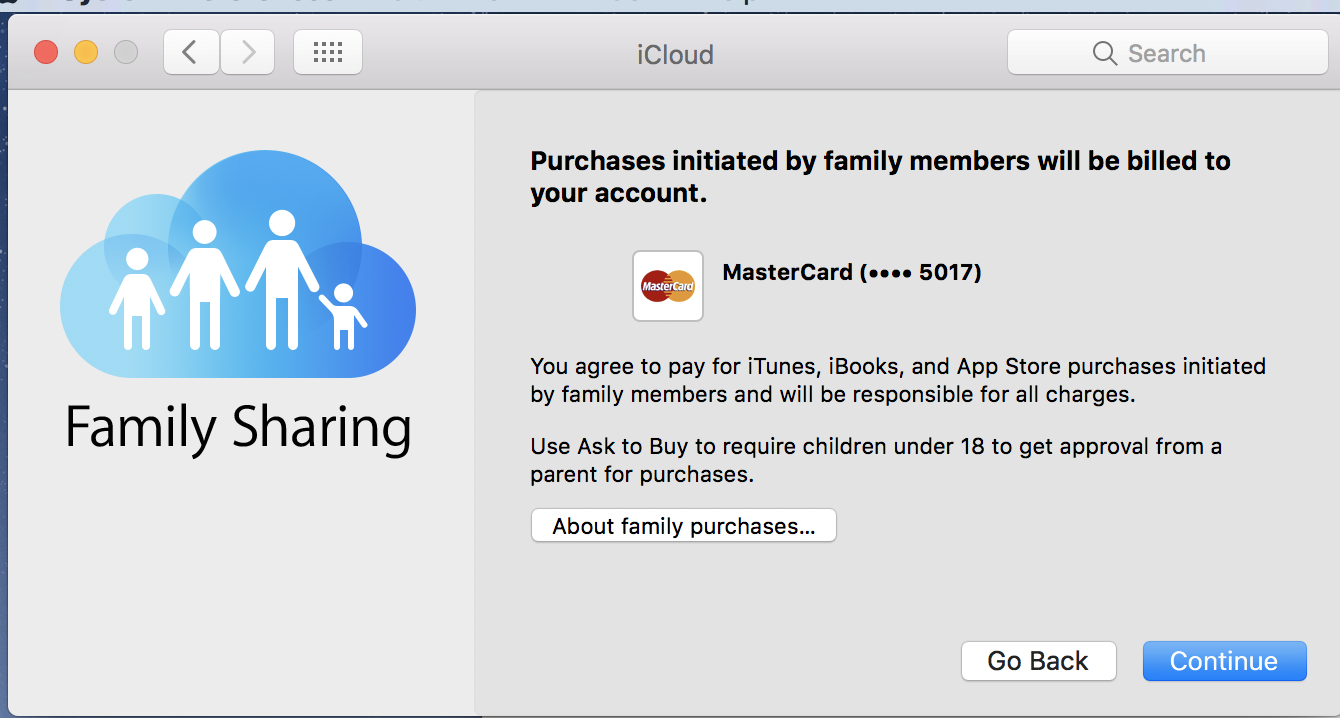 iCloud
Search
Purchases initiated by family members will be billed to
your account.
MasterCard
MasterCard (•••• 5017)
You agree to pay for iTunes, iBooks, and App Store purchases initiated
by family members and will be responsible for all charges.
Use Ask to Buy to require children under 18 to get approval from a
parent for purchases.
About family purchases...
Family Sharing
Go Back
Continue